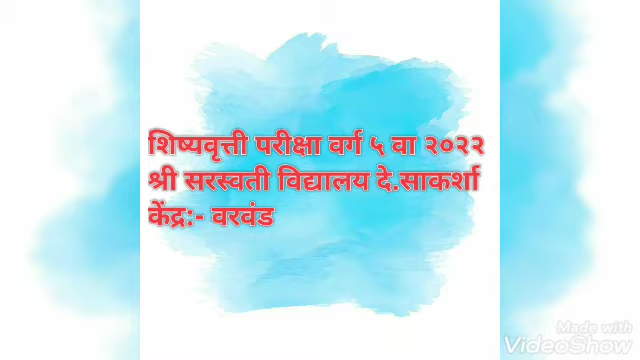 शिष्यवृत्ती परीक्षा वर्ग ५ वा २०२२
श्री सरस्वती विद्यालय दे.साकर्शा
केंद्र:- वरवंड
Made with
VideoShow